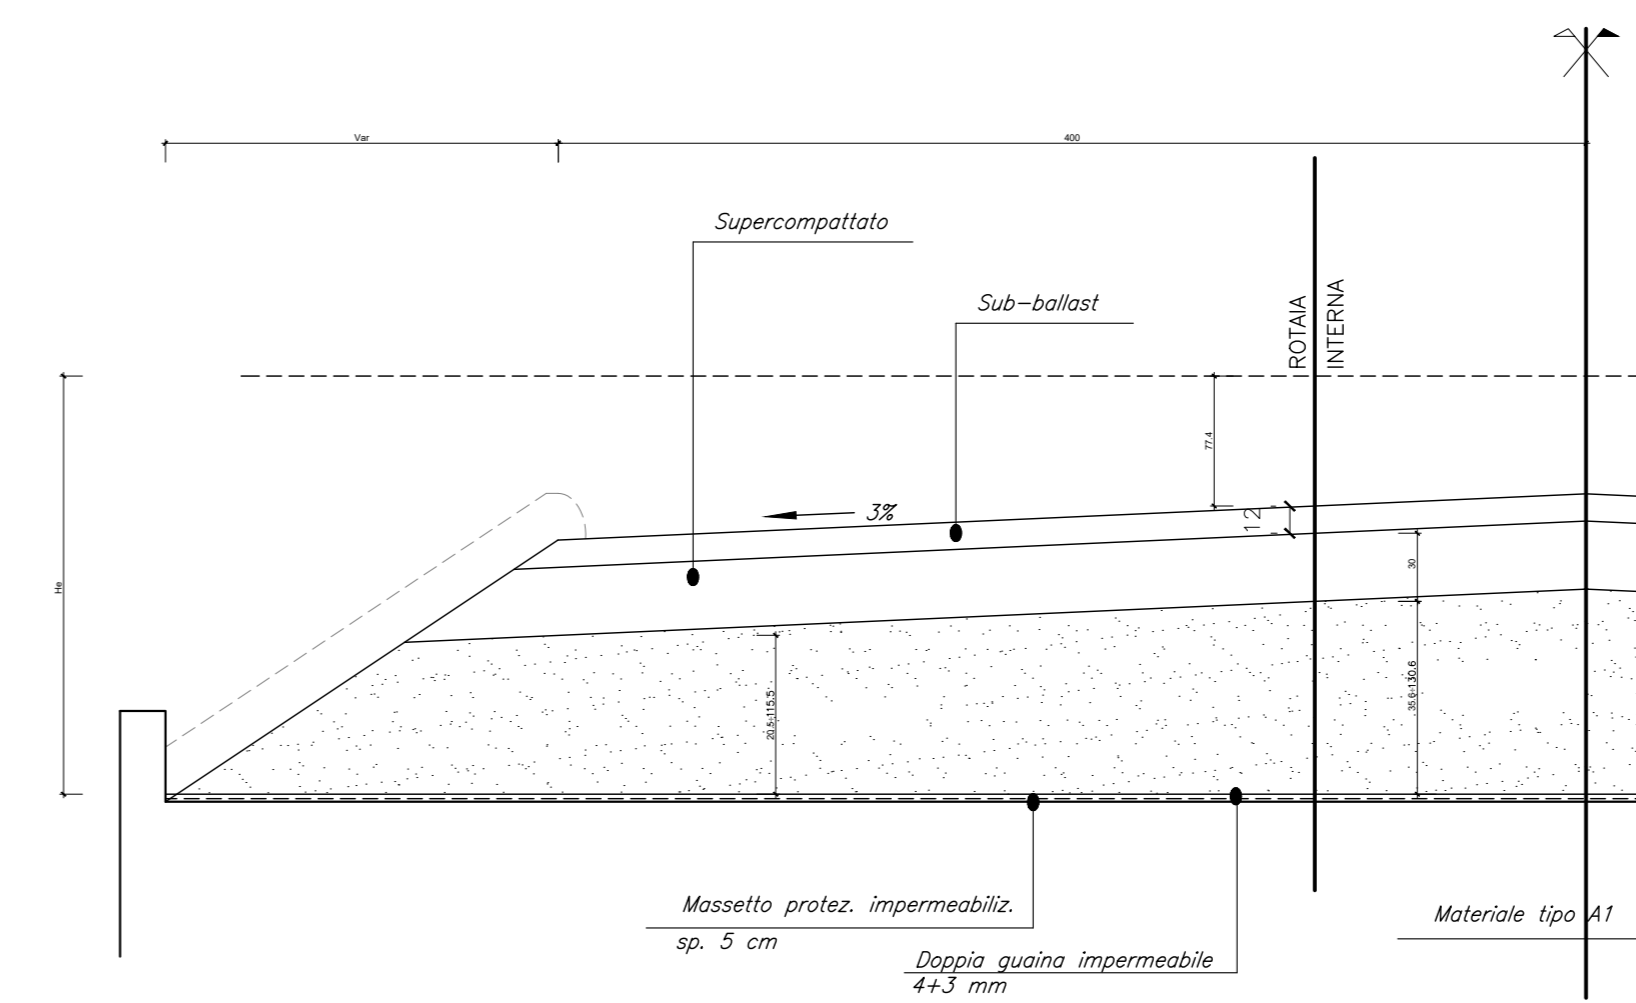 Var
400
Supercompattato
Sub-ballast
ROTAIA
INTERNA
77.4
3%
12
30
He
20.5÷115.5
35.6÷130.6
Massetto protez. impermeabiliz.
sp. 5 cm
Materiale tipo A1
Doppia guaina impermeabile
4+3 mm